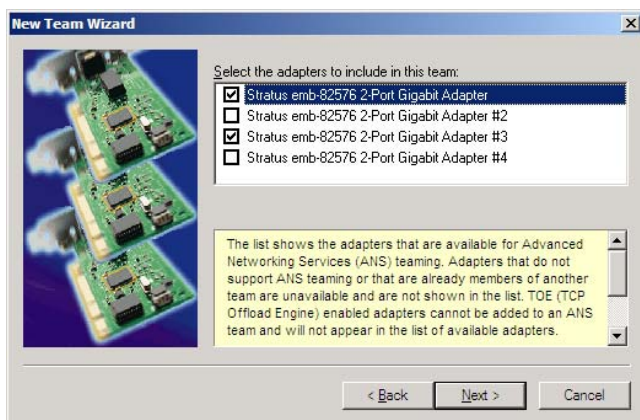 New Team Wizard
Select the adapters to include in this team:
Stratus emb-82576 2-Port Gigabit Adapter
Stratus emb-82576 2-Port Gigabit Adapter #2
Stratus emb-82576 2-Port Gigabit Adapter #3
Stratus emb-82576 2-Port Gigabit Adapter #4
The list shows the adapters that are available for Advanced
Networking Services (ANS) teaming. Adapters that do not
support ANS teaming or that are already members of another
team are unavailable and are not shown in the list. TOE (TCP
Offload Engine) enabled adapters cannot be added to an ANS
team and will not appear in the list of available adapters.
< Back
Next >
Cancel